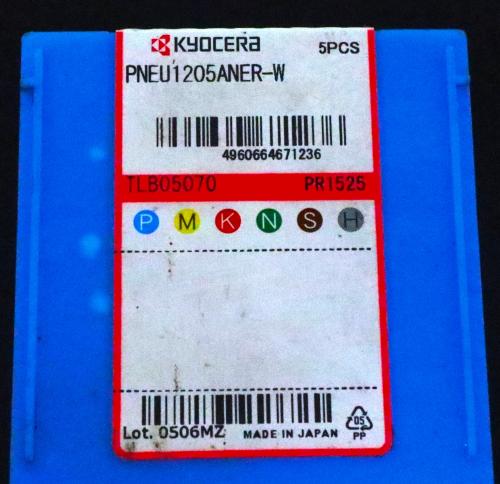 KYOCERA 5PCS
PNEU1205ANER-W
4960664671236
TLB05070 PR1525
P M K N S H
Lot. 0506MZ MADE IN JAPAN 05 PP